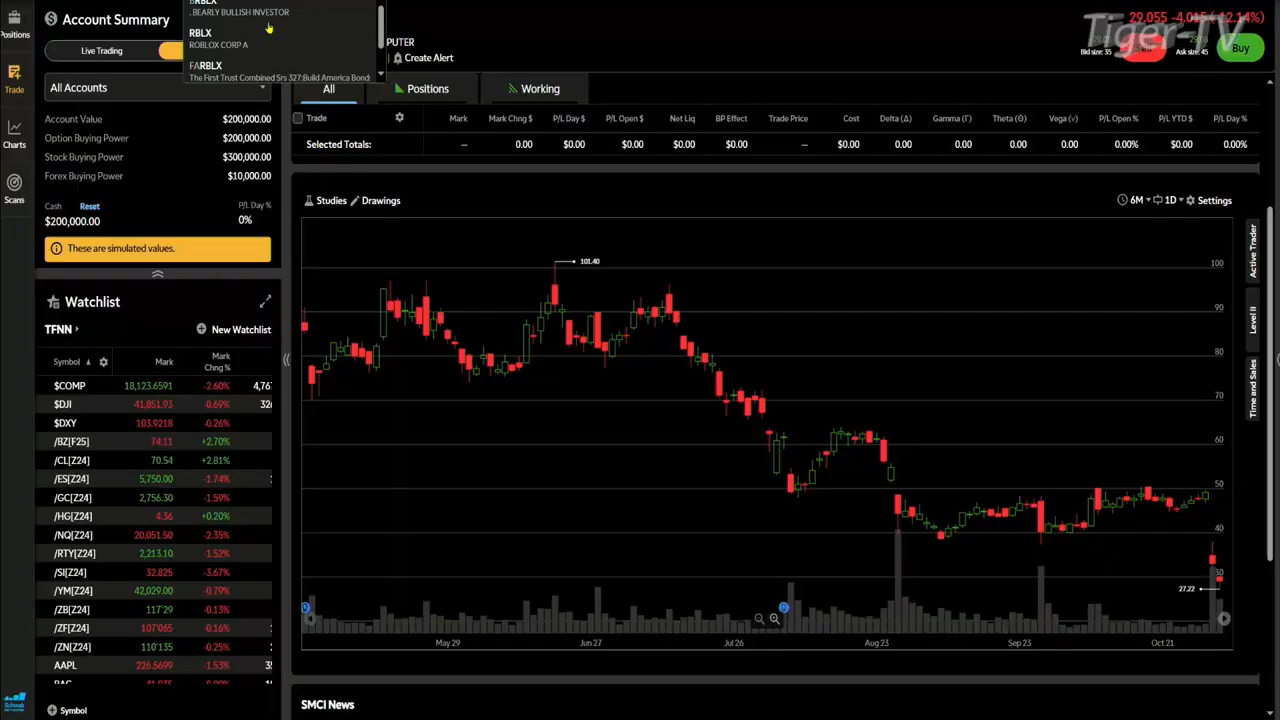 Positions
Trade
Charts
Scans
Schwab
Account Summary
Live Trading
BRBLX
. BEARLY BULLISH INVESTOR
RBLX
ROBLOX CORP A
FARBLX
The First Trust Combined Srs 327:Build America Bond
PUTER
Create Alert
29,055 -4,015 (-12.14%)
Tiger-TV
Bid size: 35
Sell
Ask size: 45
Buy
All Accounts
Account Value $200,000.00
Option Buying Power $200,000.00
Stock Buying Power $300,000.00
Forex Buying Power $10,000.00
Cash Reset P/L Day %
$200,000.00 0%
These are simulated values.
All Positions Working
Trade Mark Mark Chng $ P/L Day $ P/L Open $ Net Liq BP Effect Trade Price Cost Delta (Δ) Gamma (Γ) Theta (Θ) Vega (ν) P/L Open % P/L YTD $ P/L Day %
Selected Totals: — 0.00 $0.00 $0.00 $0.00 $0.00 — $0.00 0.00 0.00 0.00 0.00 0.00% $0.00 0.00%
Watchlist
TFNN New Watchlist
Symbol Mark Mark Chng %
$COMP 18,123.6591 -2.60% 4,767
$DJI 41,851.93 -0.69% 326
$DXY 103.9218 -0.26%
/BZ[F25] 74.11 +2.70%
/CL[Z24] 70.54 +2.81%
/ES[Z24] 5,750.00 -1.74% 1
/GC[Z24] 2,756.30 -1.59%
/HG[Z24] 4.36 +0.20%
/NQ[Z24] 20,051.50 -2.35%
/RTY[Z24] 2,213.10 -1.52%
/SI[Z24] 32.825 -3.67%
/YM[Z24] 42,029.00 -0.79%
/ZB[Z24] 117'29 -0.13%
/ZF[Z24] 107'065 -0.16%
/ZN[Z24] 110'135 -0.25%
AAPL 226.5699 -1.53%
Symbol
Studies Drawings
6M 1D Settings
101.40
100
90
80
70
60
50
40
30
27.22
May 29 Jun 27 Jul 26 Aug 23 Sep 23 Oct 21
Active Trader
Level II
Time and Sales
SMCI News